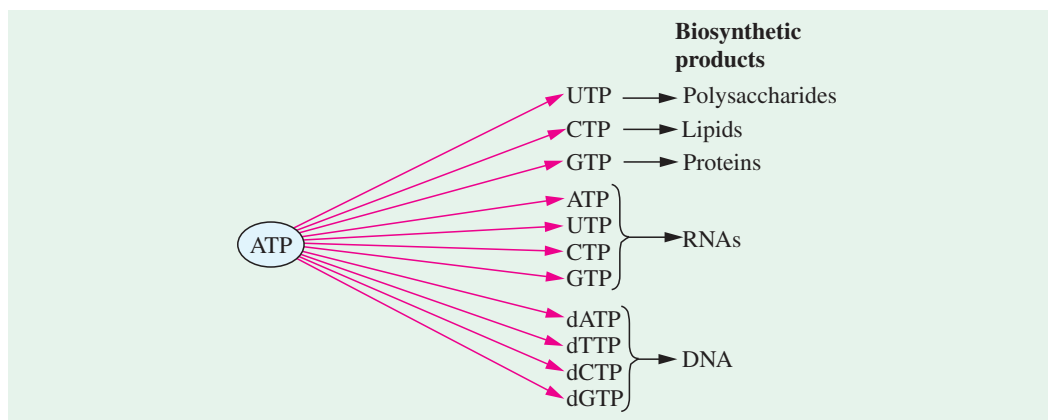 Biosynthetic
products
UTP Polysaccharides
CTP Lipids
GTP Proteins
ATP
UTP
RNAs
ATP
CTP
GTP
dATP
dTTP
DNA
dCTP
dGTP